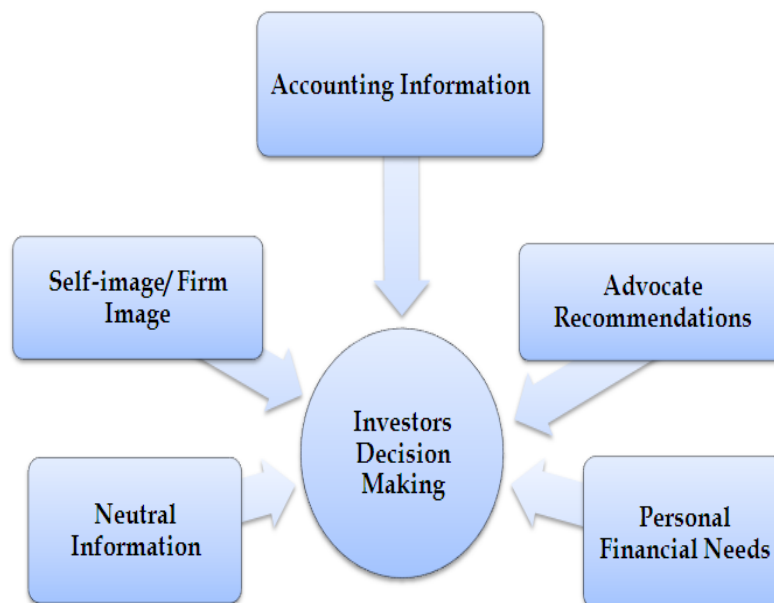 Accounting Information
Self-image/ Firm
Image
Advocate
Recommendations
Investors
Decision
Making
Neutral
Information
Personal
Financial Needs